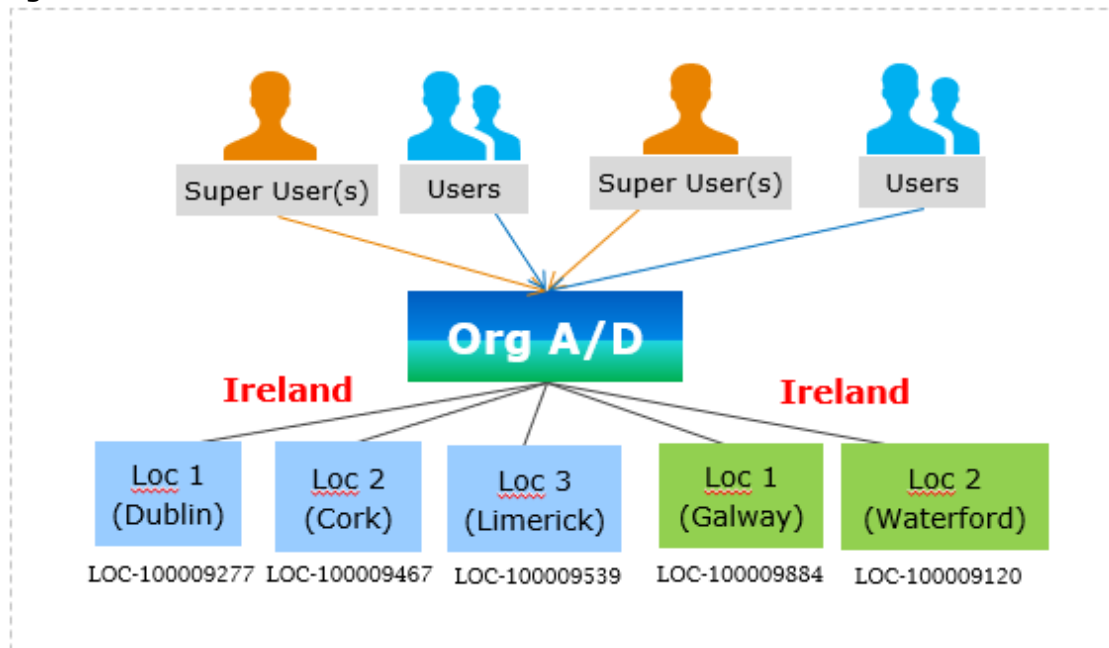 Super User(s)
Users
Super User(s)
Users
Org A/D
Ireland
Ireland
Loc 1
(Dublin)
Loc 2
(Cork)
Loc 3
(Limerick)
Loc 1
(Galway)
Loc 2
(Waterford)
LOC-100009277
LOC-100009467
LOC-100009539
LOC-100009884
LOC-100009120